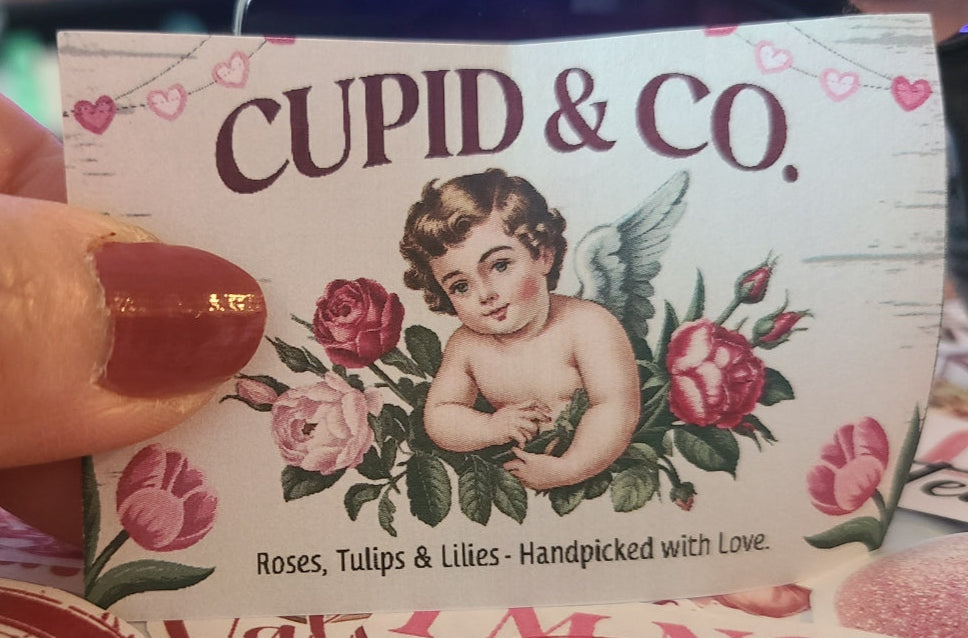 CUPID & CO.
Roses, Tulips & Lilies - Handpicked with Love.